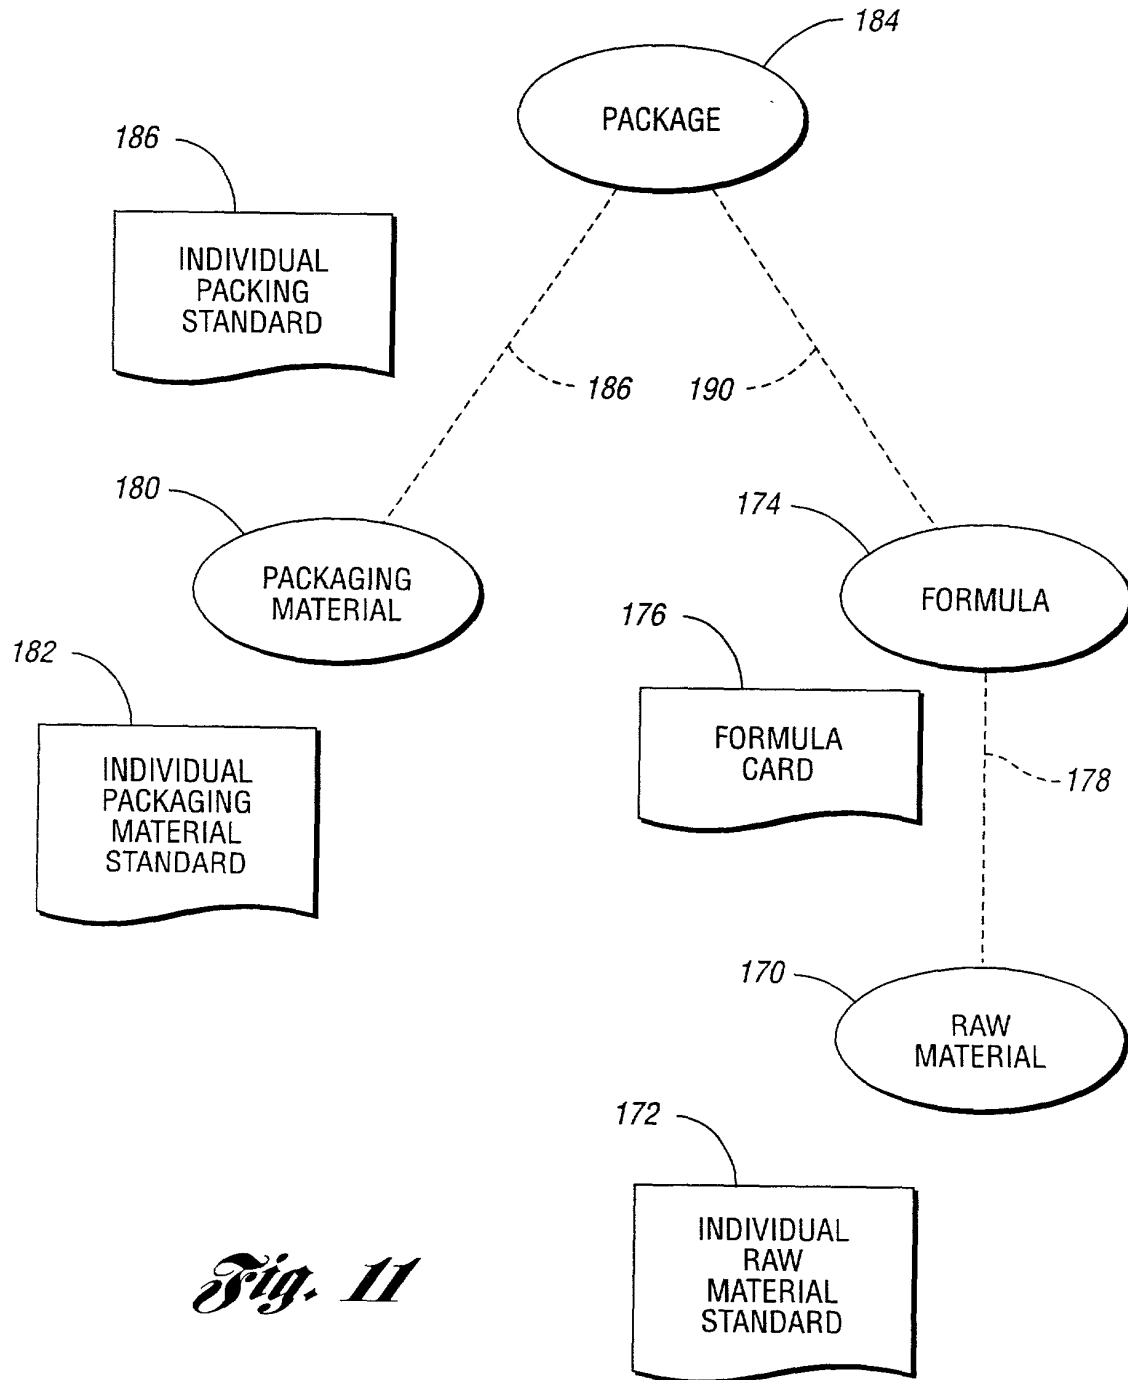 184
PACKAGE
186
INDIVIDUAL
PACKING
STANDARD
186
190
180
PACKAGING
MATERIAL
174
FORMULA
182
INDIVIDUAL
PACKAGING
MATERIAL
STANDARD
176
FORMULA
CARD
178
170
RAW
MATERIAL
172
INDIVIDUAL
RAW
MATERIAL
STANDARD
Fig. 11